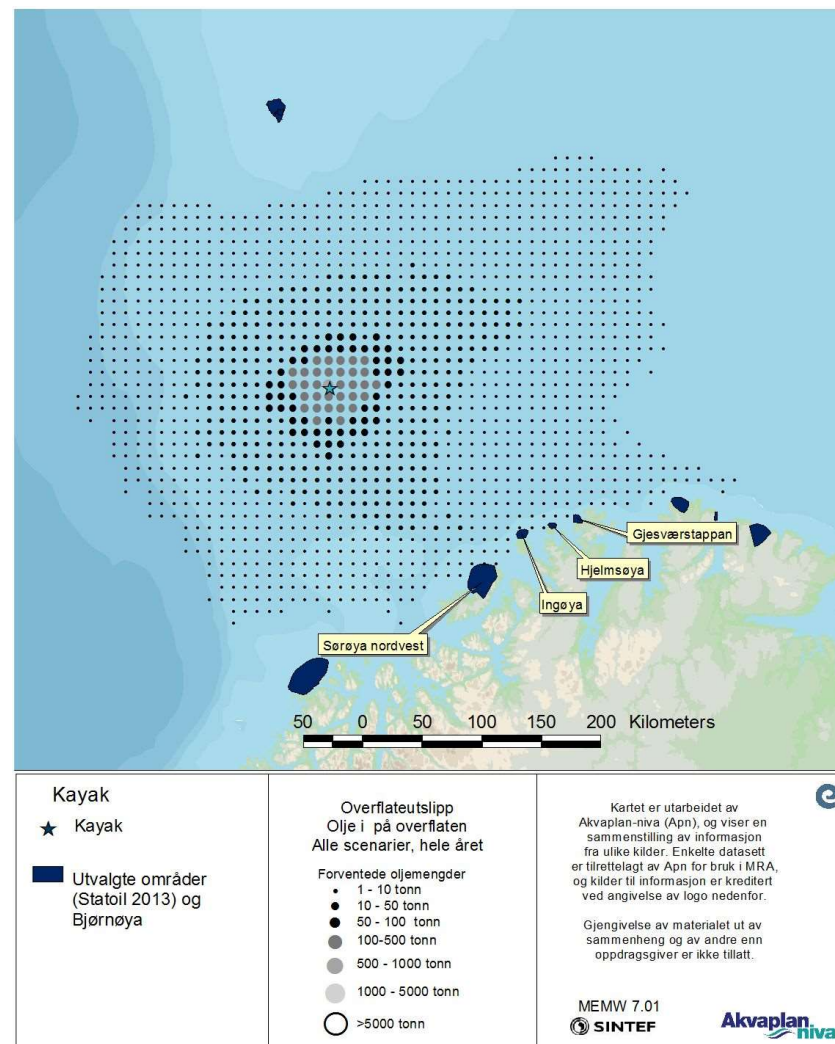 Gjesværstappan
Hjelmsøya
Ingøya
Sørøya nordvest
50 0 50 100 150 200 Kilometers
Kayak
Kayak
Utvalgte områder
(Statoil 2013) og
Bjørnøya
Overflateutslipp
Olje i på overflaten
Alle scenarier, hele året
Forventede oljemengder
1 - 10 tonn
10 - 50 tonn
50 - 100 tonn
100-500 tonn
500 - 1000 tonn
1000 - 5000 tonn
>5000 tonn
Kartet er utarbeidet av
Akvaplan-niva (Apn), og viser en
sammenstilling av informasjon
fra ulike kilder. Enkelte datasett
er tilrettelagt av Apn for bruk i MRA,
og kilder til informasjon er kreditert
ved angivelse av logo nedenfor.
Gjengivelse av materialet ut av
sammenheng og av andre enn
oppdragsgiver er ikke tillatt.
MEMW 7.01
SINTEF
Akvaplan
niva